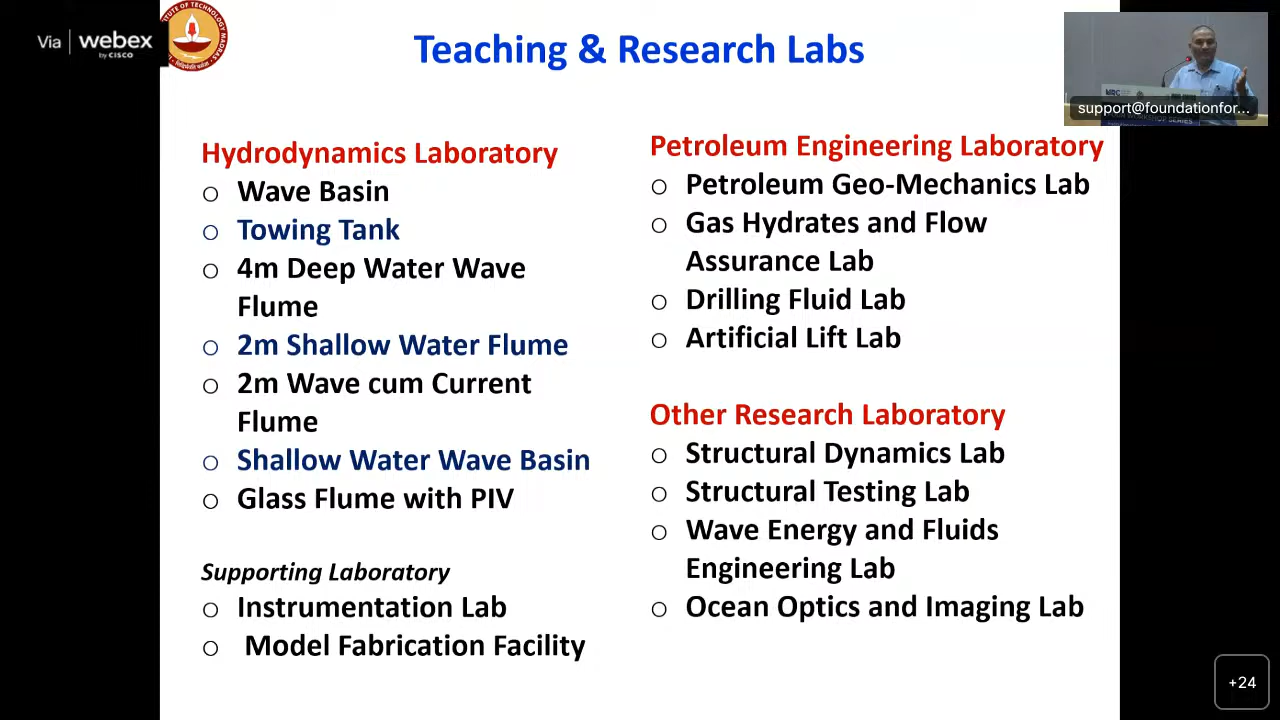 Via webex
by CISCO
Teaching & Research Labs
support@foundationfor...
Hydrodynamics Laboratory
o Wave Basin
o Towing Tank
o 4m Deep Water Wave
Flume
o 2m Shallow Water Flume
o 2m Wave cum Current
Flume
o Shallow Water Wave Basin
o Glass Flume with PIV
Supporting Laboratory
o Instrumentation Lab
o Model Fabrication Facility
Petroleum Engineering Laboratory
o Petroleum Geo-Mechanics Lab
o Gas Hydrates and Flow
Assurance Lab
o Drilling Fluid Lab
o Artificial Lift Lab
Other Research Laboratory
o Structural Dynamics Lab
o Structural Testing Lab
o Wave Energy and Fluids
Engineering Lab
o Ocean Optics and Imaging Lab
+24